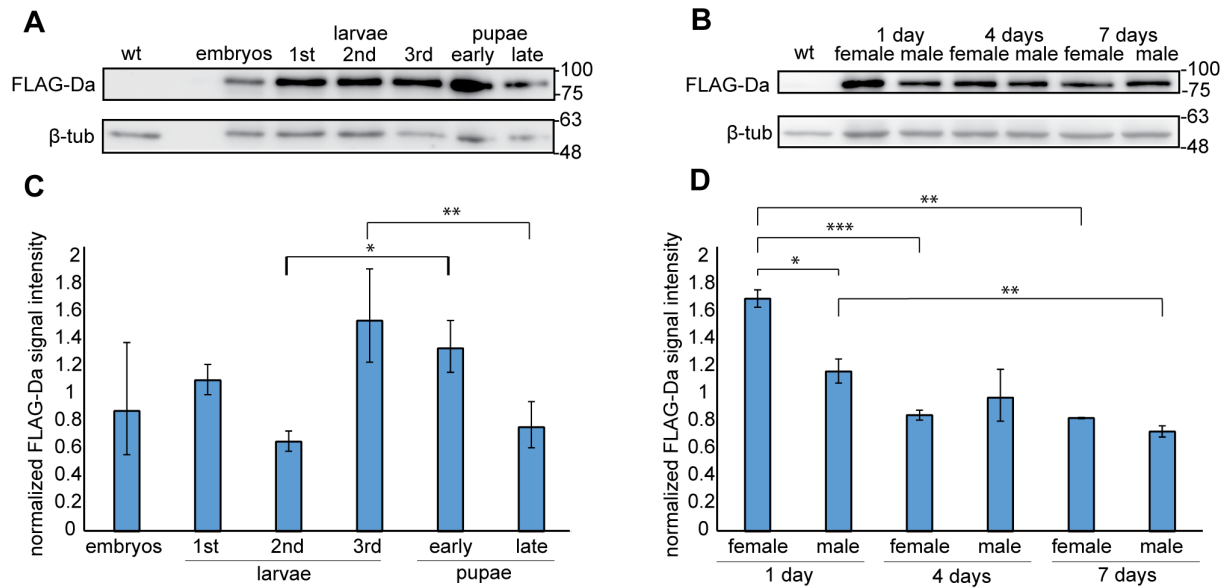 A
larvae
pupae
wt
embryos
1st
2nd
3rd
early
late
FLAG-Da
-100
-75
β-tub
-63
-48
B
1 day
4 days
7 days
wt
female male female male female male
FLAG-Da
-100
-75
β-tub
-63
-48
C
normalized FLAG-Da signal intensity
**
*
2
1.8
1.6
1.4
1.2
1
0.8
0.6
0.4
0.2
0
embryos
1st
2nd
3rd
early
late
larvae
pupae
D
normalized FLAG-Da signal intensity
**
***
*
**
2
1.8
1.6
1.4
1.2
1
0.8
0.6
0.4
0.2
0
female
male
female
male
female
male
1 day
4 days
7 days